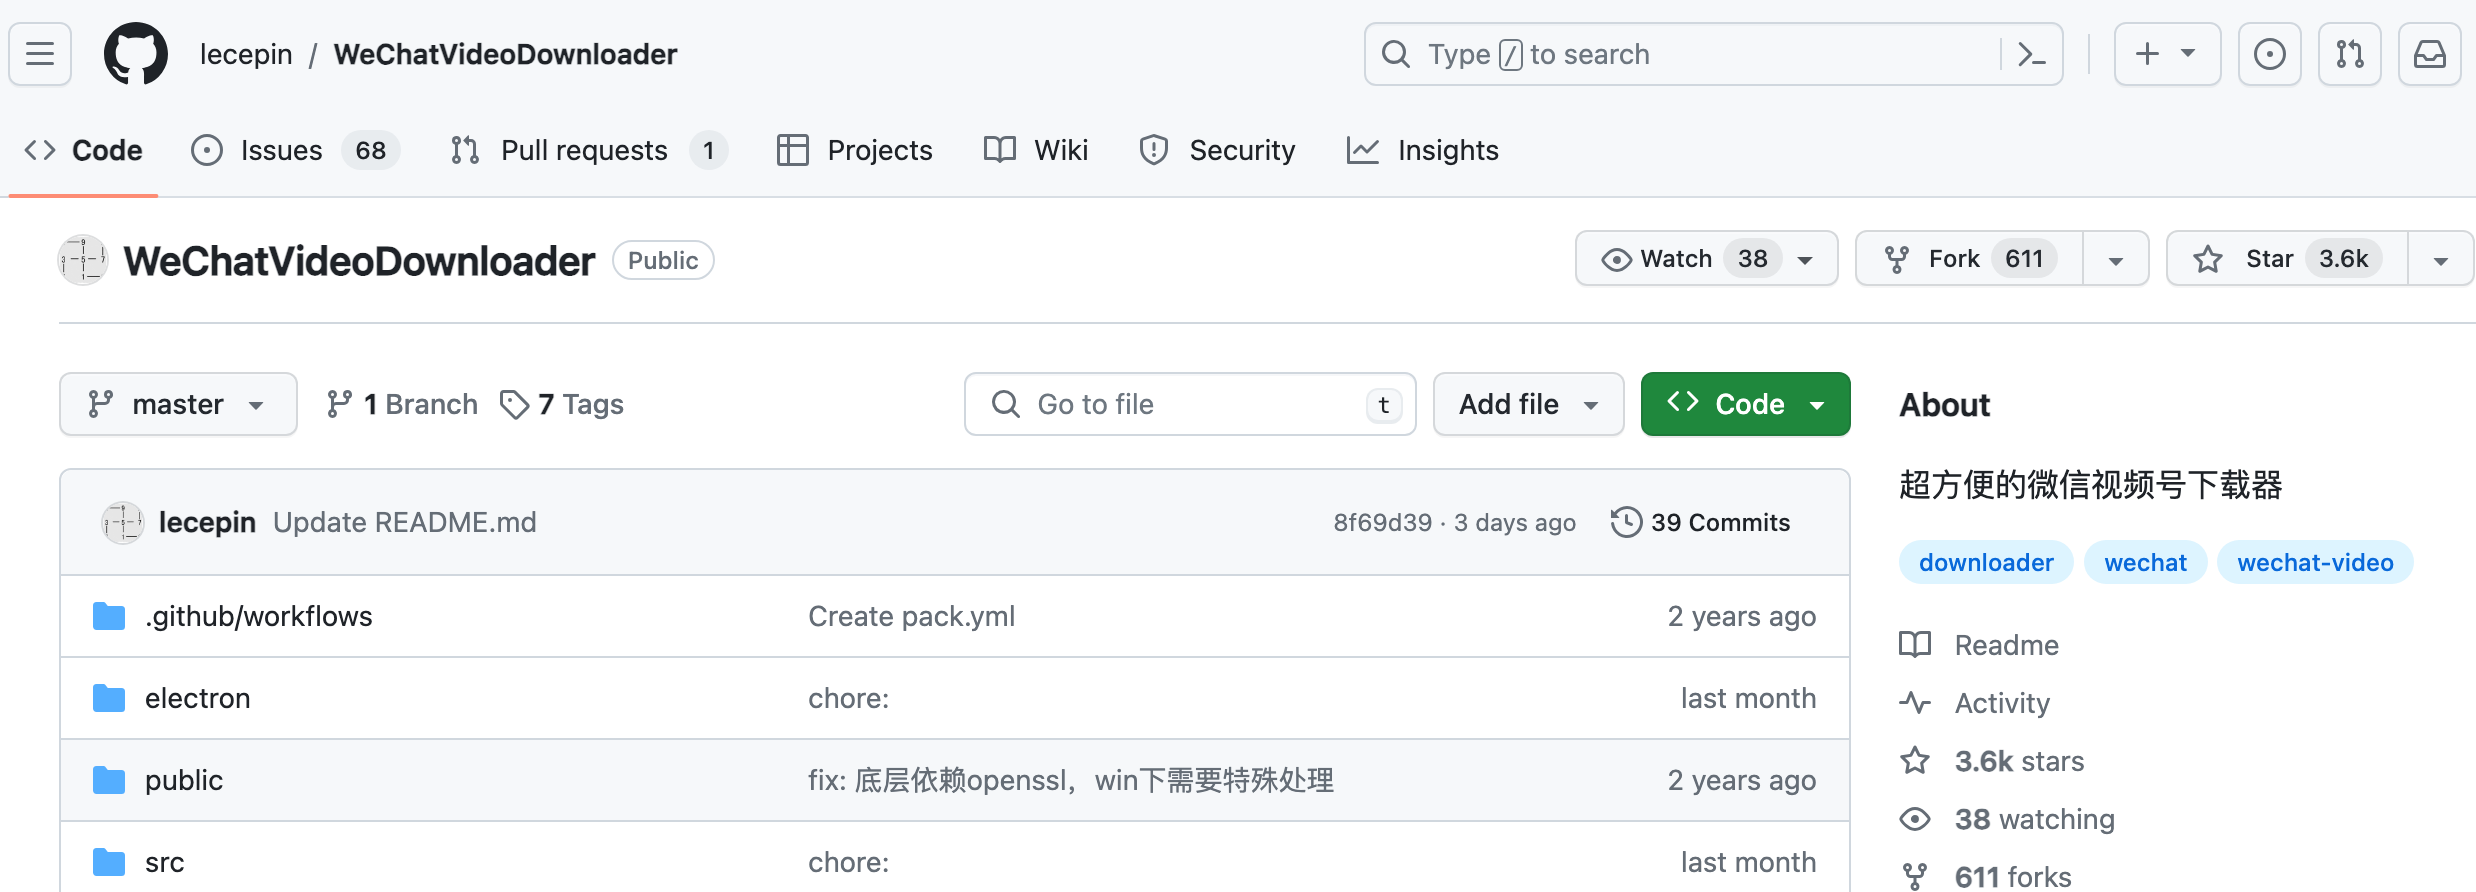 lecepin / WeChatVideoDownloader
Type / to search
Code
Issues 68
Pull requests 1
Projects
Wiki
Security
Insights
WeChatVideoDownloader Public
Watch 38
Fork 611
Star 3.6k
master
1 Branch
7 Tags
Go to file t
Add file
Code
lecepin Update README.md
8f69d39 · 3 days ago
39 Commits
.github/workflows Create pack.yml 2 years ago
electron chore: last month
public fix: 底层依赖openssl，win下需要特殊处理 2 years ago
src chore: last month
About
超方便的微信视频号下载器
downloader wechat wechat-video
Readme
Activity
3.6k stars
38 watching
611 forks